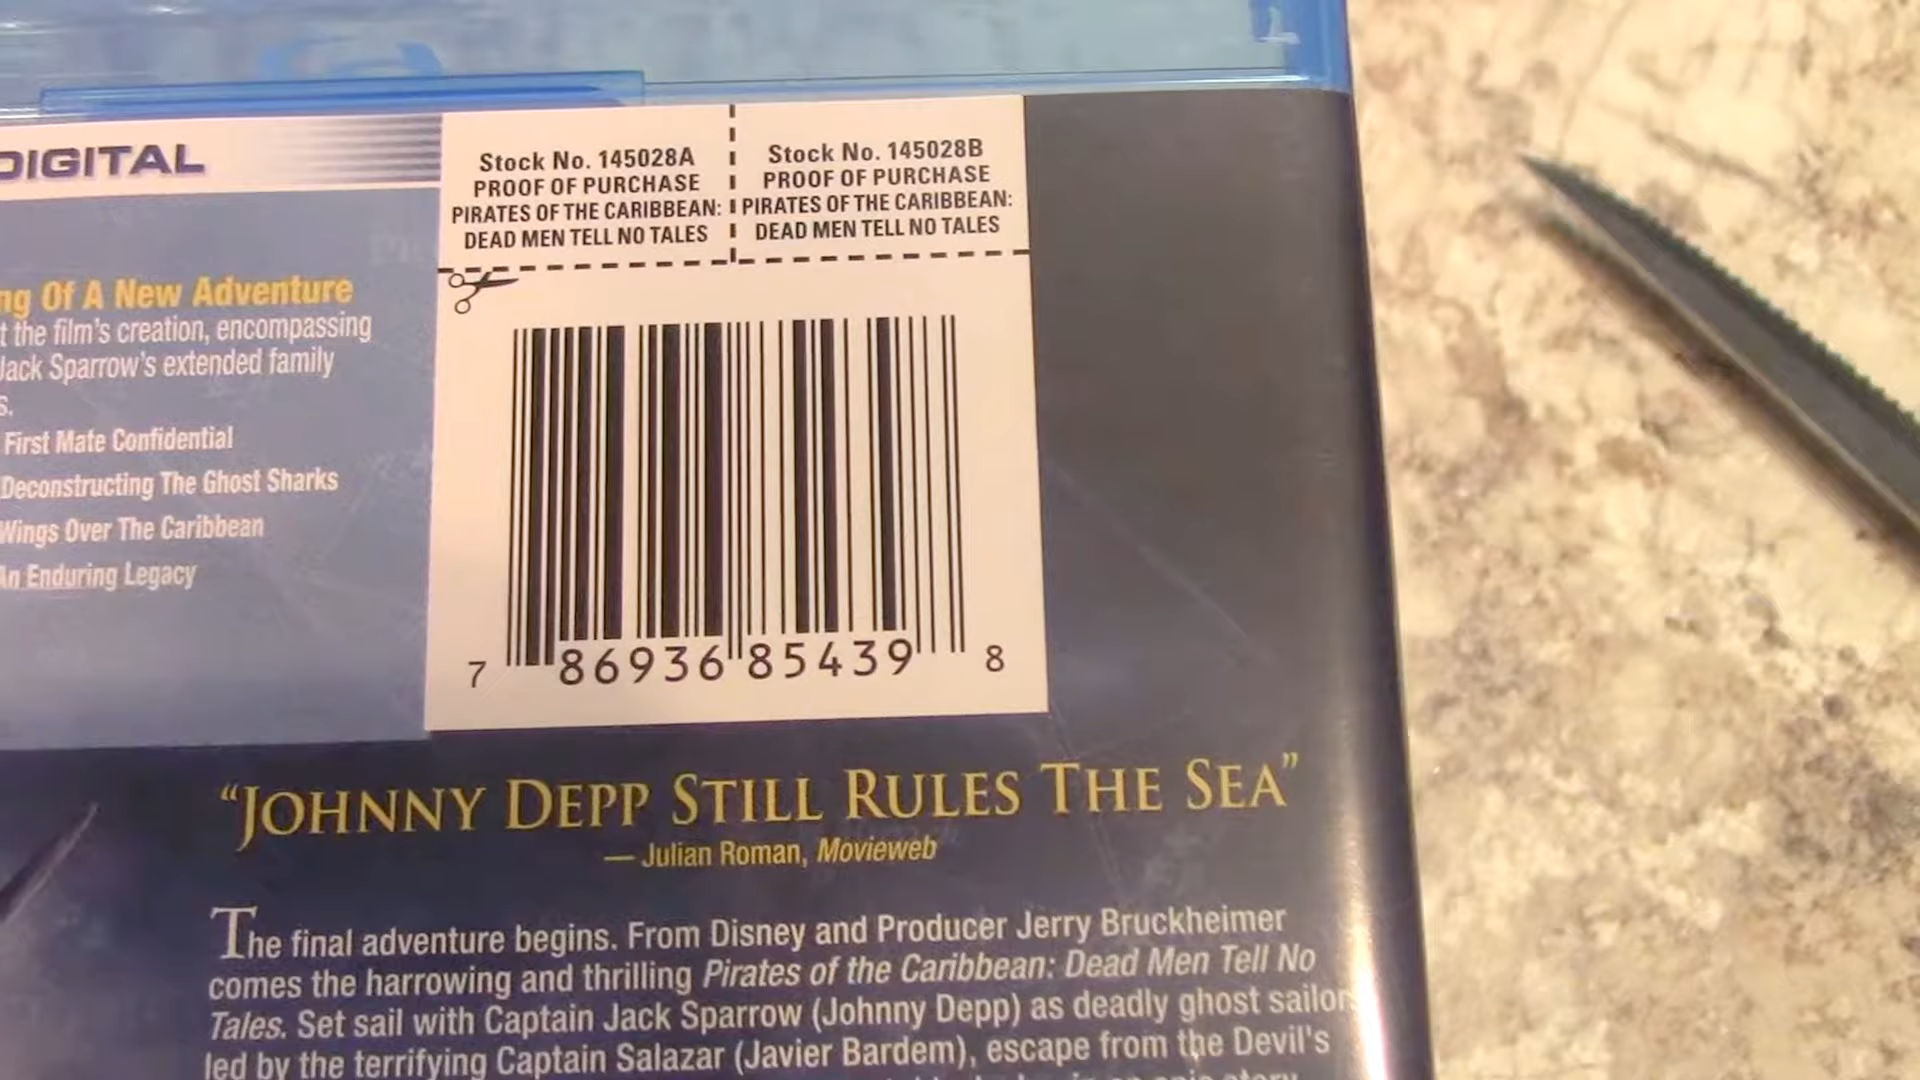 DIGITAL
Stock No. 145028A
PROOF OF PURCHASE
PIRATES OF THE CARIBBEAN:
DEAD MEN TELL NO TALES
Stock No. 145028B
PROOF OF PURCHASE
PIRATES OF THE CARIBBEAN:
DEAD MEN TELL NO TALES
ng Of A New Adventure
t the film's creation, encompassing
Jack Sparrow's extended family
s.
First Mate Confidential
Deconstructing The Ghost Sharks
Wings Over The Caribbean
An Enduring Legacy
7 86936 85439 8
“JOHNNY DEPP STILL RULES THE SEA”
— Julian Roman, Movieweb
The final adventure begins. From Disney and Producer Jerry Bruckheimer
comes the harrowing and thrilling Pirates of the Caribbean: Dead Men Tell No
Tales. Set sail with Captain Jack Sparrow (Johnny Depp) as deadly ghost sailors
led by the terrifying Captain Salazar (Javier Bardem), escape from the Devil's